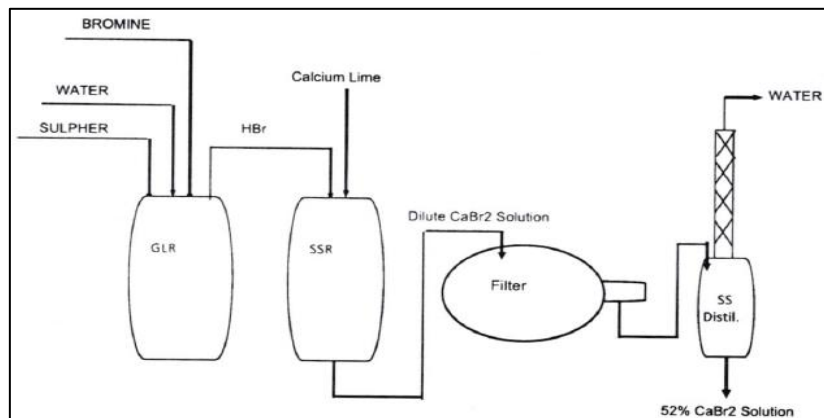 BROMINE
WATER
SULPHER
HBr
Calcium Lime
WATER
Dilute CaBr2 Solution
GLR
SSR
Filter
SS
Distil.
52% CaBr2 Solution